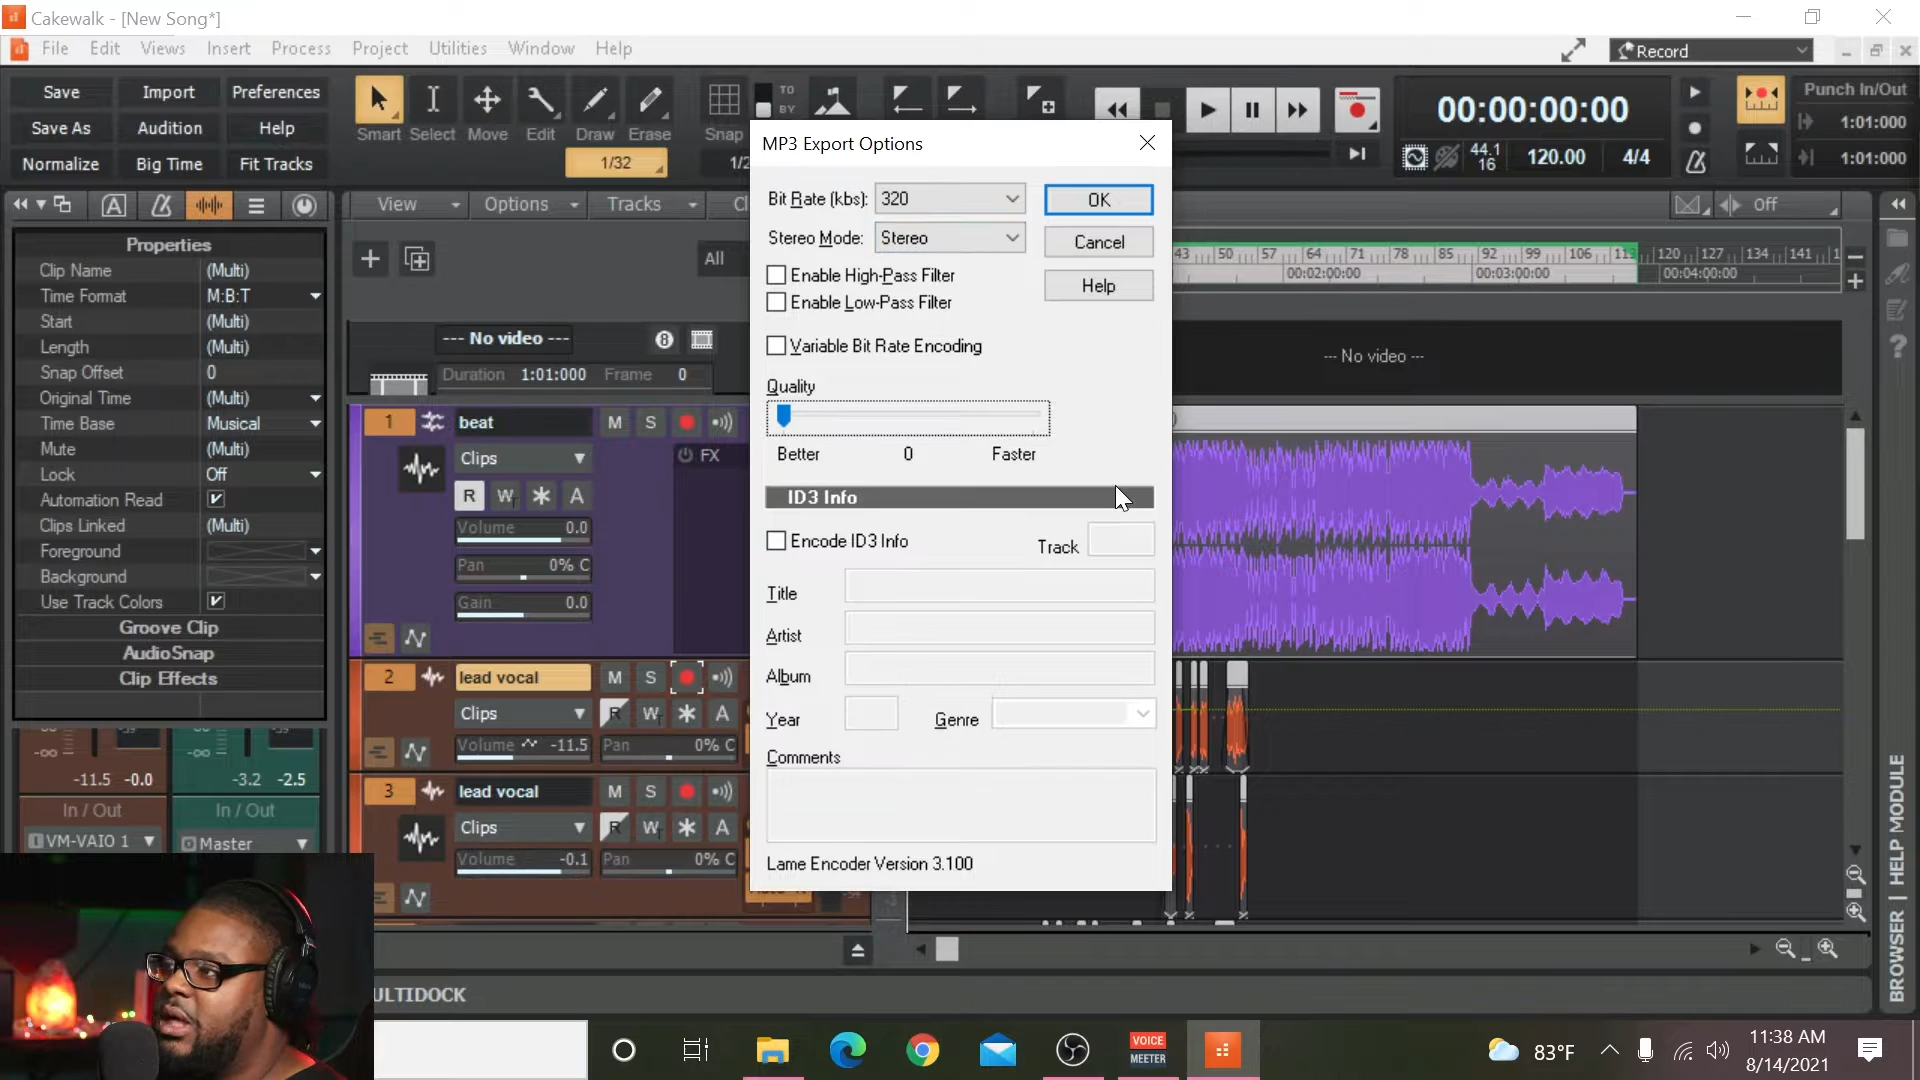 Cakewalk - [New Song*]
File Edit Views Insert Process Project Utilities Window Help
Record
Save Import Preferences
Save As Audition Help
Normalize Big Time Fit Tracks
Smart Select Move Edit Draw Erase Snap
1/32
1/2
TO
BY
00:00:00:00
44.1
16
120.00
4/4
Punch In/Out
1:01:000
1:01:000
View Options Tracks Cl
Off
MP3 Export Options
Bit Rate (kbs): 320
OK
Stereo Mode: Stereo
Cancel
Enable High-Pass Filter
Help
Enable Low-Pass Filter
Variable Bit Rate Encoding
Quality
Better 0 Faster
ID3 Info
Encode ID3 Info
Track
Title
Artist
Album
Year
Genre
Comments
Lame Encoder Version 3.100
Properties
Clip Name (Multi)
Time Format M:B:T
Start (Multi)
Length (Multi)
Snap Offset 0
Original Time (Multi)
Time Base Musical
Mute (Multi)
Lock Off
Automation Read
Clips Linked (Multi)
Foreground
Background
Use Track Colors
Groove Clip
AudioSnap
Clip Effects
All
--- No video ---
8
Duration 1:01:000 Frame 0
43 50 57 64 71 78 85 92 99 106 113 120 127 134 141 1
00:02:00:00 00:03:00:00 00:04:00:00
--- No video ---
1 beat M S
Clips
FX
R W * A
Volume 0.0
Pan 0% C
Gain 0.0
2 lead vocal M S
Clips R W * A
Volume -11.5 Pan 0% C
3 lead vocal M S
Clips R W * A
Volume -0.1 Pan 0% C
-∞ -∞
-11.5 -0.0 -3.2 -2.5
In / Out In / Out
VM-VAIO 1 Master
ULTIDOCK
BROWSER | HELP MODULE
VOICE
MEETER
83°F
11:38 AM
8/14/2021